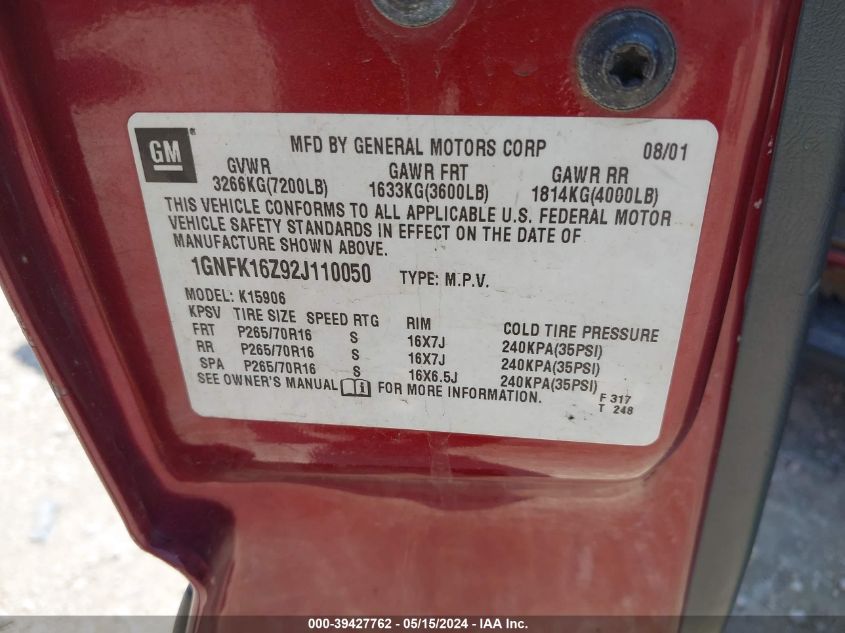 GM ®
MFD BY GENERAL MOTORS CORP 08/01
GVWR GAWR FRT GAWR RR
3266KG(7200LB) 1633KG(3600LB) 1814KG(4000LB)
THIS VEHICLE CONFORMS TO ALL APPLICABLE U.S. FEDERAL MOTOR
VEHICLE SAFETY STANDARDS IN EFFECT ON THE DATE OF
MANUFACTURE SHOWN ABOVE.
1GNFK16Z92J110050 TYPE: M.P.V.
MODEL: K15906
KPSV TIRE SIZE SPEED RTG RIM COLD TIRE PRESSURE
FRT P265/70R16 S 16X7J 240KPA(35PSI)
RR P265/70R16 S 16X7J 240KPA(35PSI)
SPA P265/70R16 S 16X6.5J 240KPA(35PSI)
SEE OWNER'S MANUAL FOR MORE INFORMATION.
F 317
T 248
000-39427762 - 05/15/2024 - IAA Inc.